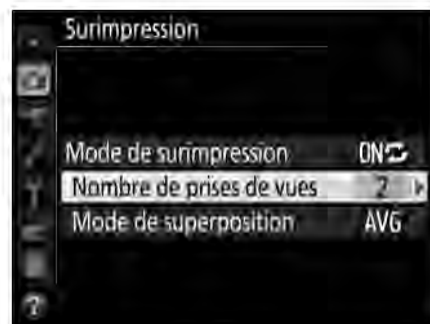 Surimpression
Mode de surimpression ON
Nombre de prises de vues 2
Mode de superposition AVG
?